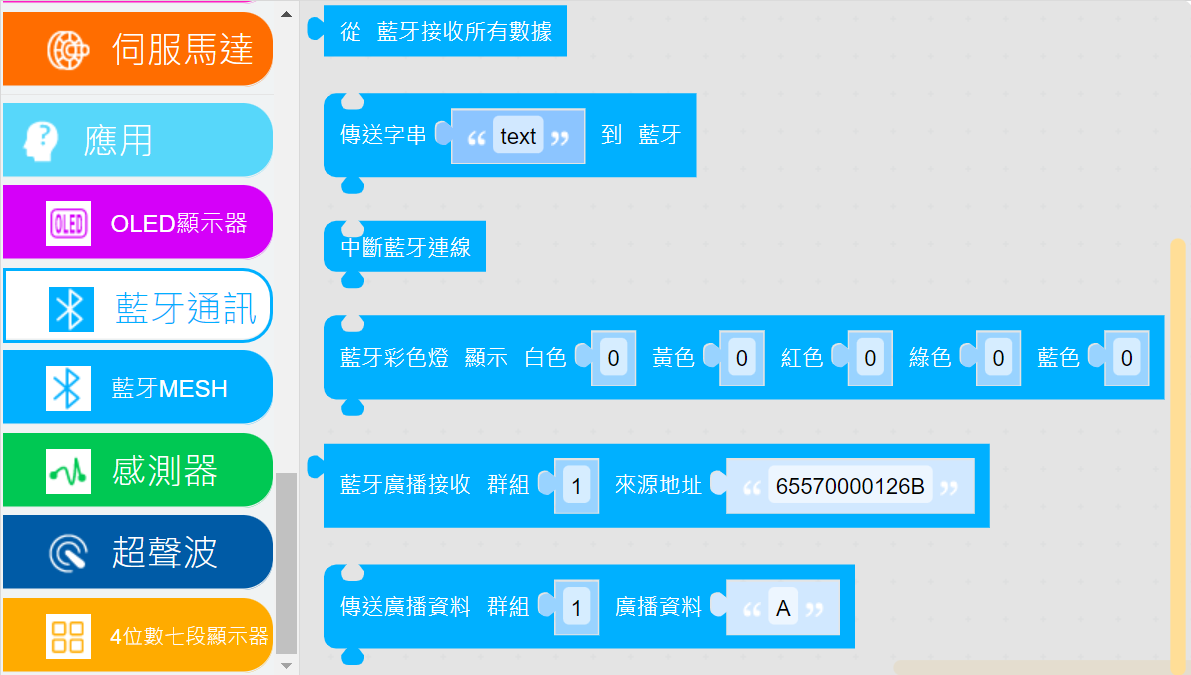 伺服馬達
應用
OLED OLED顯示器
藍牙通訊
藍牙MESH
感測器
超聲波
4位數七段顯示器
從 藍牙接收所有數據
傳送字串 “ text ” 到 藍牙
中斷藍牙連線
藍牙彩色燈 顯示 白色 0 黃色 0 紅色 0 綠色 0 藍色 0
藍牙廣播接收 群組 1 來源地址 “ 65570000126B ”
傳送廣播資料 群組 1 廣播資料 “ A ”